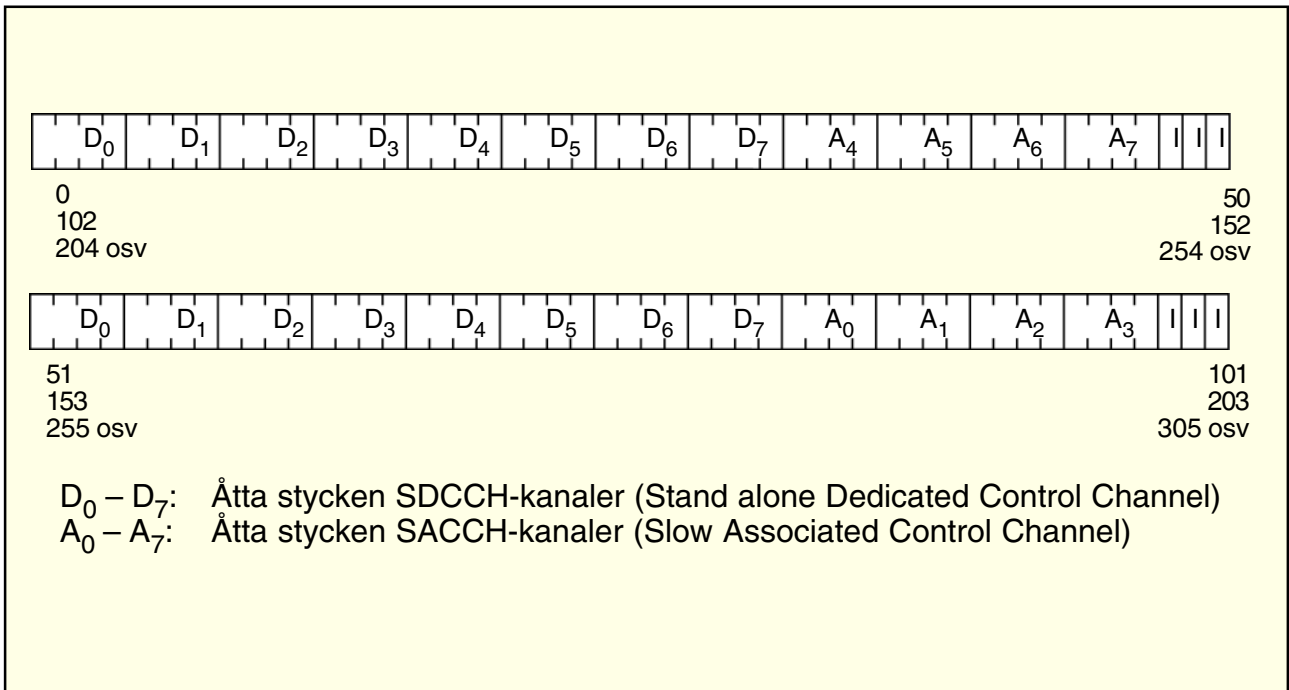 D0 D1 D2 D3 D4 D5 D6 D7 A4 A5 A6 A7 I I I
0 50
102 152
204 osv 254 osv
D0 D1 D2 D3 D4 D5 D6 D7 A0 A1 A2 A3 I I I
51 101
153 203
255 osv 305 osv
D0 – D7: Åtta stycken SDCCH-kanaler (Stand alone Dedicated Control Channel)
A0 – A7: Åtta stycken SACCH-kanaler (Slow Associated Control Channel)